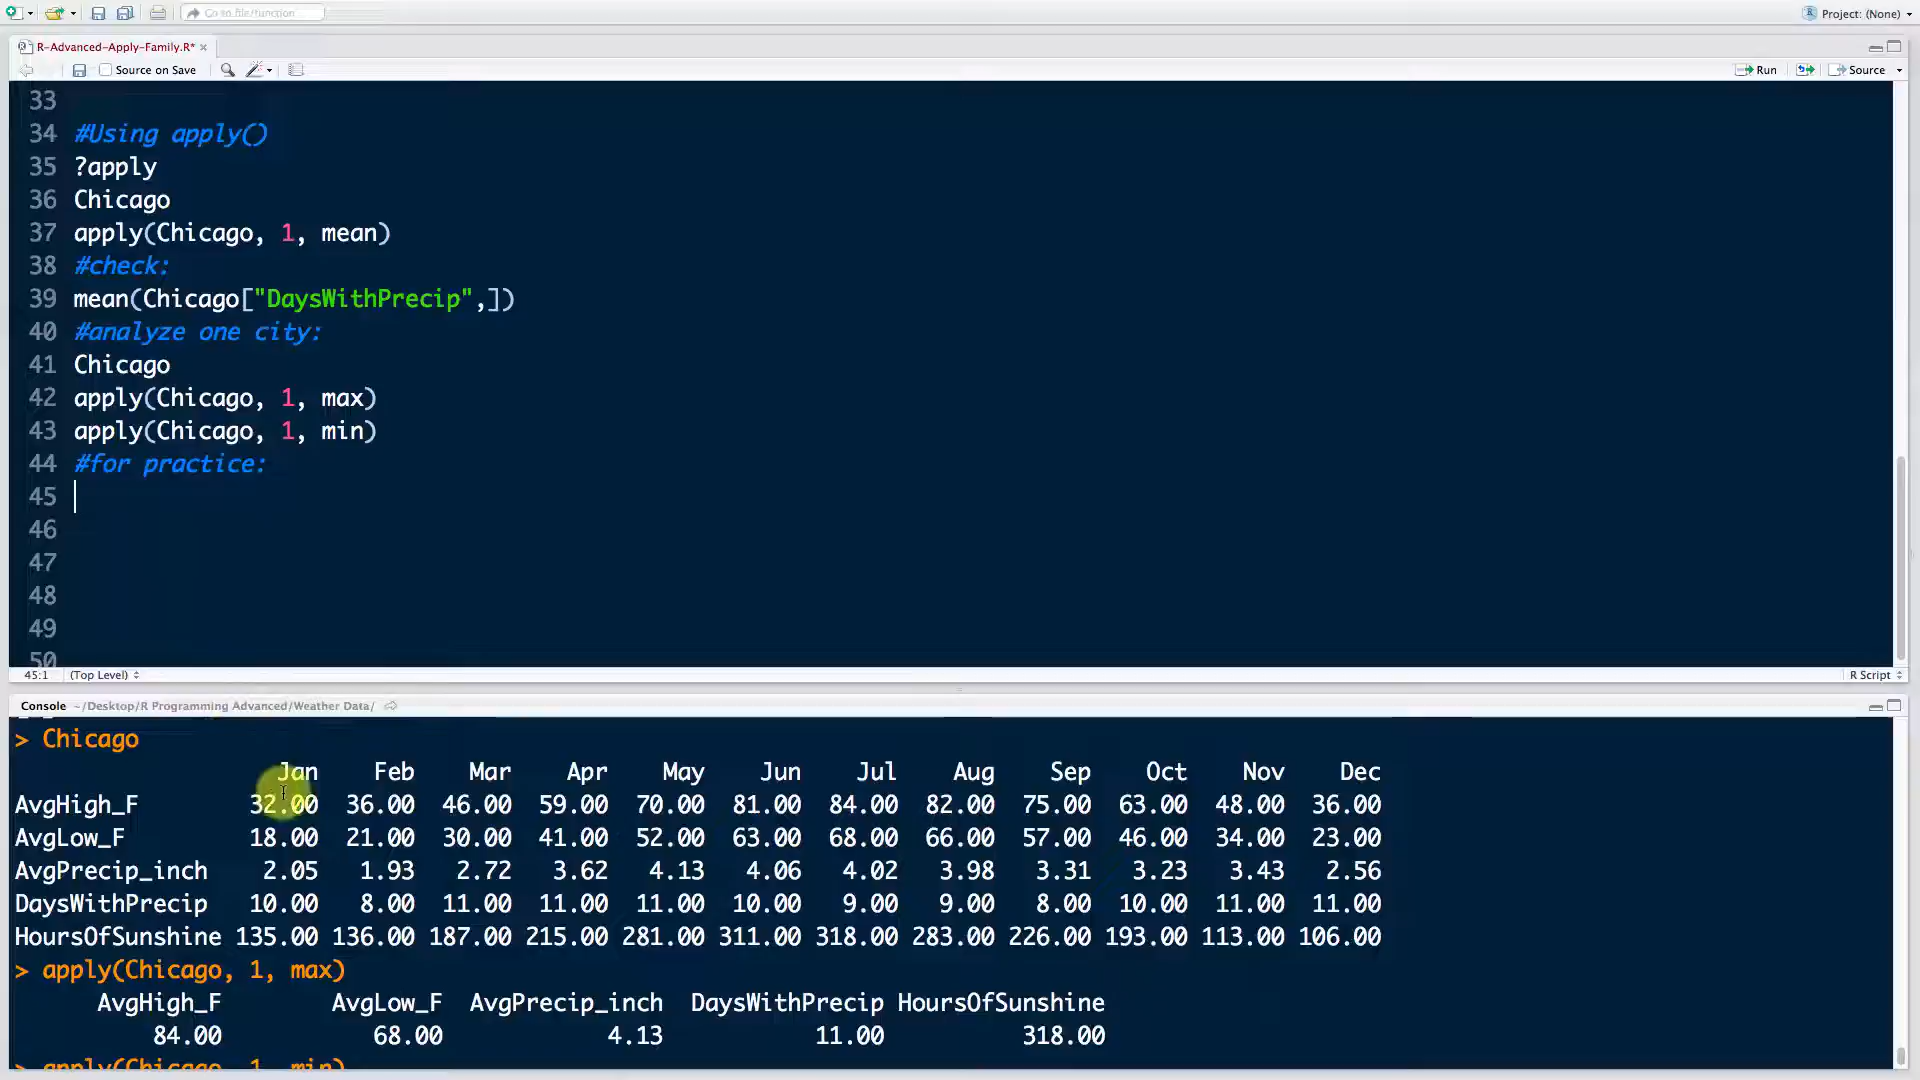 Go to file/function
Project: (None)
R-Advanced-Apply-Family.R*
Source on Save
Run
Source
33
34 #Using apply()
35 ?apply
36 Chicago
37 apply(Chicago, 1, mean)
38 #check:
39 mean(Chicago["DaysWithPrecip",])
40 #analyze one city:
41 Chicago
42 apply(Chicago, 1, max)
43 apply(Chicago, 1, min)
44 #for practice:
45
46
47
48
49
50
45:1 (Top Level) R Script
Console ~/Desktop/R Programming Advanced/Weather Data/
> Chicago
Jan Feb Mar Apr May Jun Jul Aug Sep Oct Nov Dec
AvgHigh_F 32.00 36.00 46.00 59.00 70.00 81.00 84.00 82.00 75.00 63.00 48.00 36.00
AvgLow_F 18.00 21.00 30.00 41.00 52.00 63.00 68.00 66.00 57.00 46.00 34.00 23.00
AvgPrecip_inch 2.05 1.93 2.72 3.62 4.13 4.06 4.02 3.98 3.31 3.23 3.43 2.56
DaysWithPrecip 10.00 8.00 11.00 11.00 11.00 10.00 9.00 9.00 8.00 10.00 11.00 11.00
HoursOfSunshine 135.00 136.00 187.00 215.00 281.00 311.00 318.00 283.00 226.00 193.00 113.00 106.00
> apply(Chicago, 1, max)
AvgHigh_F AvgLow_F AvgPrecip_inch DaysWithPrecip HoursOfSunshine
84.00 68.00 4.13 11.00 318.00
> apply(Chicago, 1, min)